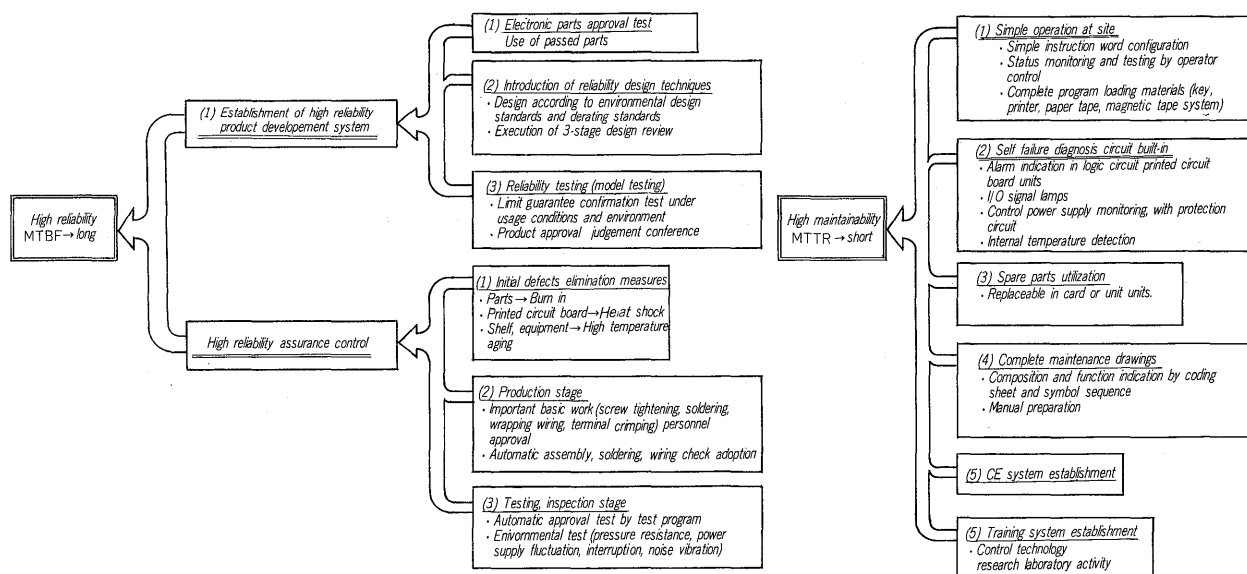 High reliability
MTBF→long
(1) Establishment of high reliability
product developement system
High reliability assurance control
(1) Electronic parts approval test
Use of passed parts
(2) Introduction of reliability design techniques
· Design according to environmental design
standards and derating standards
· Execution of 3-stage design review
(3) Reliability testing (model testing)
· Limit guarantee confirmation test under
usage conditions and environment
· Product approval judgement conference
(1) Initial defects elimination measures
· Parts→Burn in
· Printed circuit board→Heat shock
· Shelf, equipment→High temperature
aging
(2) Production stage
· Important basic work (screw tightening, soldering,
wrapping wiring, terminal crimping) personnel
approval
· Automatic assembly, soldering, wiring check adoption
(3) Testing, inspection stage
· Automatic approval test by test program
· Enivornmental test (pressure resistance, power
supply fluctuation, interruption, noise vibration)
High maintainability
MTTR→short
(1) Simple operation at site
· Simple instruction word configuration
· Status monitoring and testing by operator
control
· Complete program loading materials (key,
printer, paper tape, magnetic tape system)
(2) Self failure diagnosis circuit built-in
· Alarm indication in logic circuit printed circuit
board units
· I/O signal lamps
· Control power supply monitoring, with protection
circuit
· Internal temperature detection
(3) Spare parts utilization
· Replaceable in card or unit units.
(4) Complete maintenance drawings
· Composition and function indication by coding
sheet and symbol sequence
· Manual preparation
(5) CE system establishment
(5) Training system establishment
· Control technology
research laboratory activity